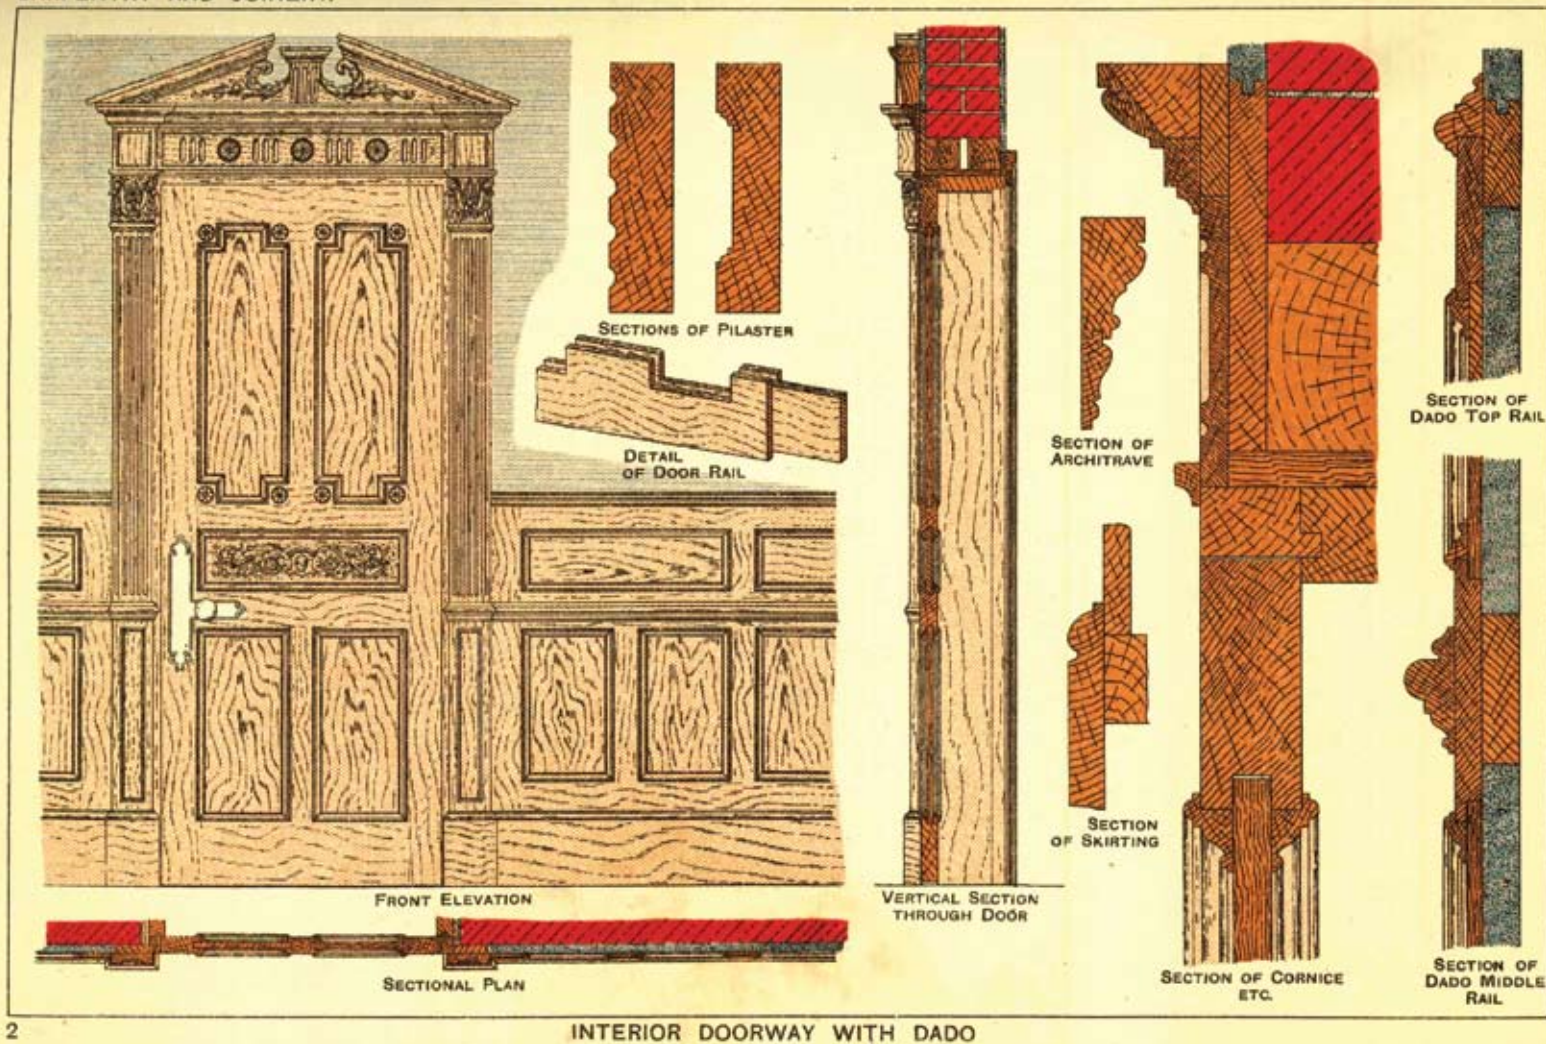 SECTIONS OF PILASTER
DETAIL
OF DOOR RAIL
SECTION OF
ARCHITRAVE
SECTION OF
DADO TOP RAIL
SECTION
OF SKIRTING
FRONT ELEVATION
VERTICAL SECTION
THROUGH DOOR
SECTIONAL PLAN
SECTION OF CORNICE
ETC.
SECTION OF
DADO MIDDLE
RAIL
2
INTERIOR DOORWAY WITH DADO